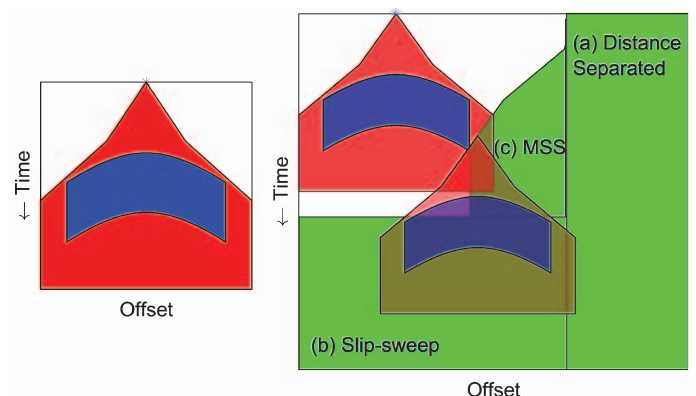 ← Time
Offset
← Time
(a) Distance
Separated
(c) MSS
(b) Slip-sweep
Offset